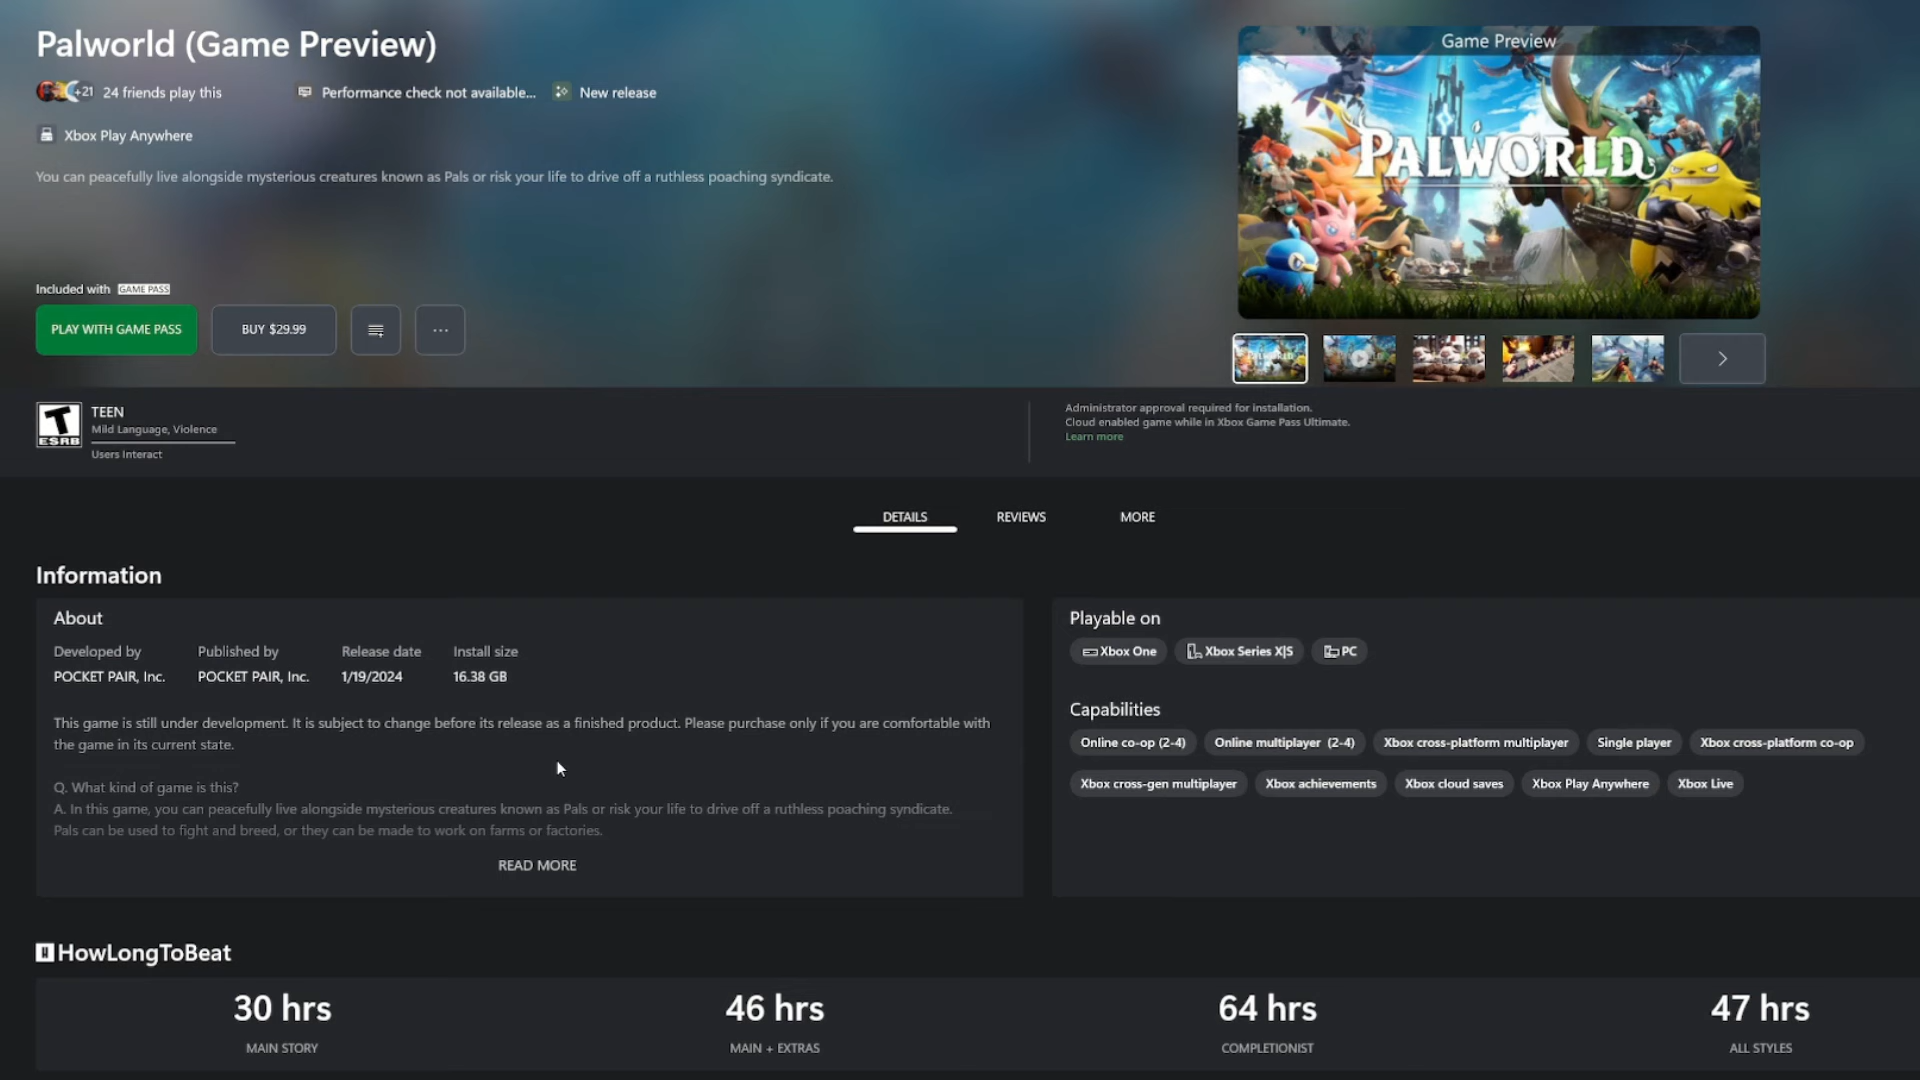 Palworld (Game Preview)
+21 24 friends play this
Performance check not available...
New release
Xbox Play Anywhere
You can peacefully live alongside mysterious creatures known as Pals or risk your life to drive off a ruthless poaching syndicate.
Included with GAME PASS
PLAY WITH GAME PASS
BUY $29.99
...
Game Preview
PALWORLD
T
ESRB
TEEN
Mild Language, Violence
Users Interact
Administrator approval required for installation.
Cloud enabled game while in Xbox Game Pass Ultimate.
Learn more
DETAILS
REVIEWS
MORE
Information
About
Developed by
POCKET PAIR, Inc.
Published by
POCKET PAIR, Inc.
Release date
1/19/2024
Install size
16.38 GB
This game is still under development. It is subject to change before its release as a finished product. Please purchase only if you are comfortable with
the game in its current state.
Q. What kind of game is this?
A. In this game, you can peacefully live alongside mysterious creatures known as Pals or risk your life to drive off a ruthless poaching syndicate.
Pals can be used to fight and breed, or they can be made to work on farms or factories.
READ MORE
Playable on
Xbox One
Xbox Series X|S
PC
Capabilities
Online co-op (2-4)
Online multiplayer (2-4)
Xbox cross-platform multiplayer
Single player
Xbox cross-platform co-op
Xbox cross-gen multiplayer
Xbox achievements
Xbox cloud saves
Xbox Play Anywhere
Xbox Live
HowLongToBeat
30 hrs
MAIN STORY
46 hrs
MAIN + EXTRAS
64 hrs
COMPLETIONIST
47 hrs
ALL STYLES